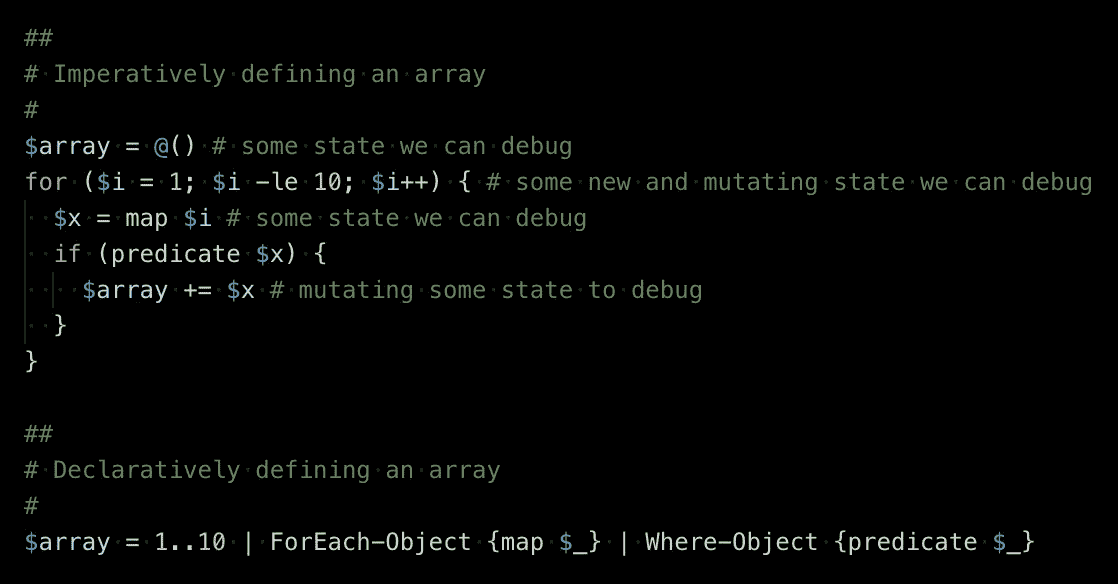 ##
# Imperatively defining an array
#
$array = @() # some state we can debug
for ($i = 1; $i -le 10; $i++) { # some new and mutating state we can debug
  $x = map $i # some state we can debug
  if (predicate $x) {
    $array += $x # mutating some state to debug
  }
}

##
# Declaratively defining an array
#
$array = 1..10 | ForEach-Object {map $_} | Where-Object {predicate $_}